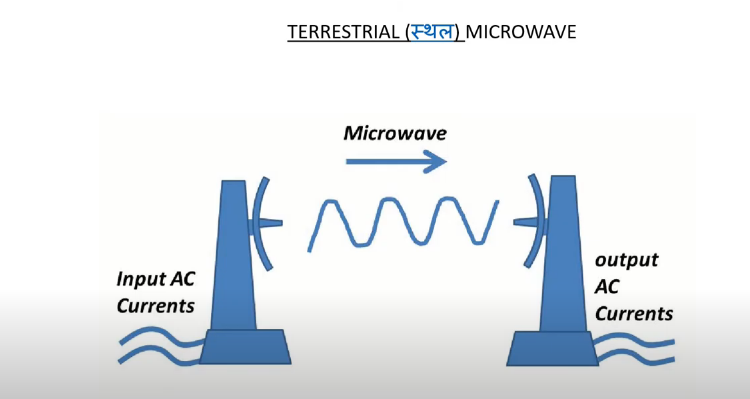 TERRESTRIAL (स्थल) MICROWAVE
Microwave
Input AC
Currents
output
AC
Currents